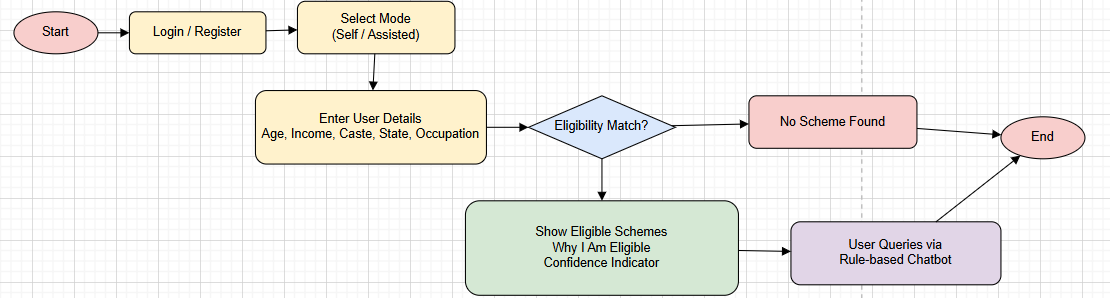 Start
Login / Register
Select Mode
(Self / Assisted)
Enter User Details
Age, Income, Caste, State, Occupation
Eligibility Match?
No Scheme Found
End
Show Eligible Schemes
Why I Am Eligible
Confidence Indicator
User Queries via
Rule-based Chatbot